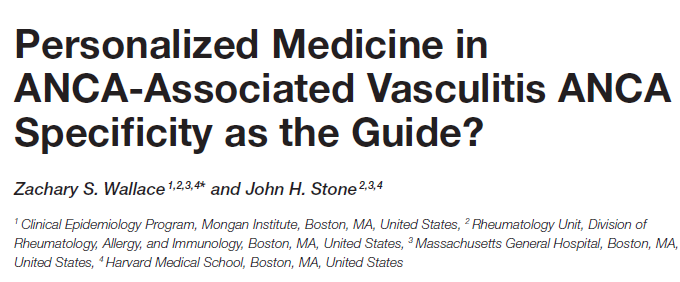 Personalized Medicine in
ANCA-Associated Vasculitis ANCA
Specificity as the Guide?
Zachary S. Wallace 1,2,3,4* and John H. Stone 2,3,4
1 Clinical Epidemiology Program, Mongan Institute, Boston, MA, United States, 2 Rheumatology Unit, Division of
Rheumatology, Allergy, and Immunology, Boston, MA, United States, 3 Massachusetts General Hospital, Boston, MA,
United States, 4 Harvard Medical School, Boston, MA, United States